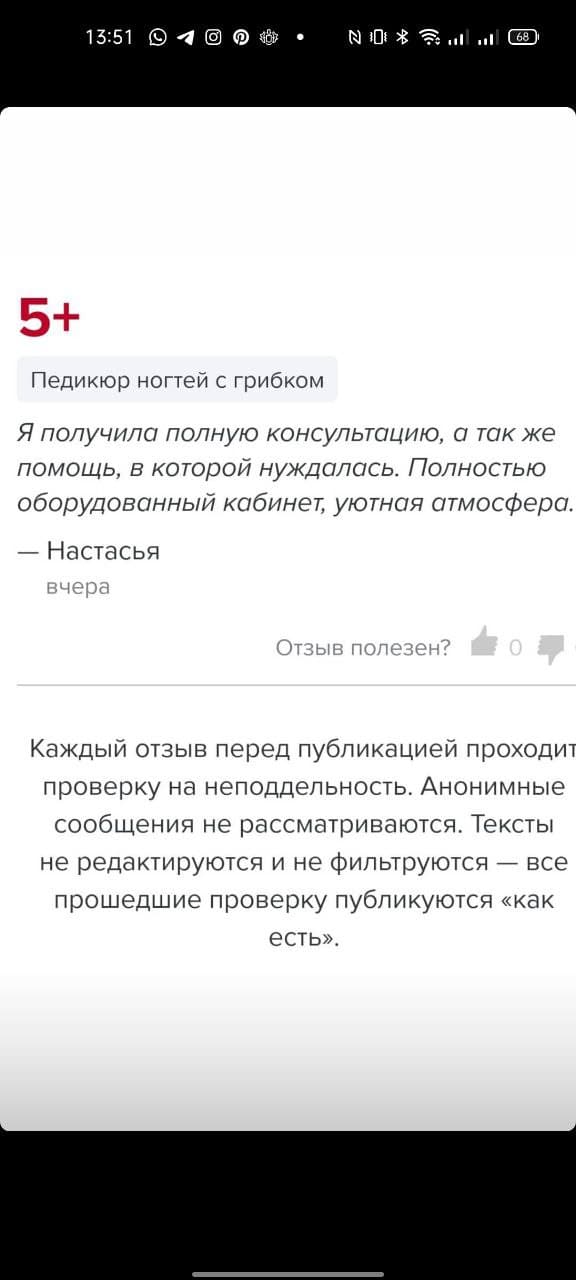 13:51
68
5+
Педикюр ногтей с грибком
Я получила полную консультацию, а так же
помощь, в которой нуждалась. Полностью
оборудованный кабинет, уютная атмосфера.
— Настасья
вчера
Отзыв полезен? 0
Каждый отзыв перед публикацией проходит
проверку на неподдельность. Анонимные
сообщения не рассматриваются. Тексты
не редактируются и не фильтруются — все
прошедшие проверку публикуются «как
есть».